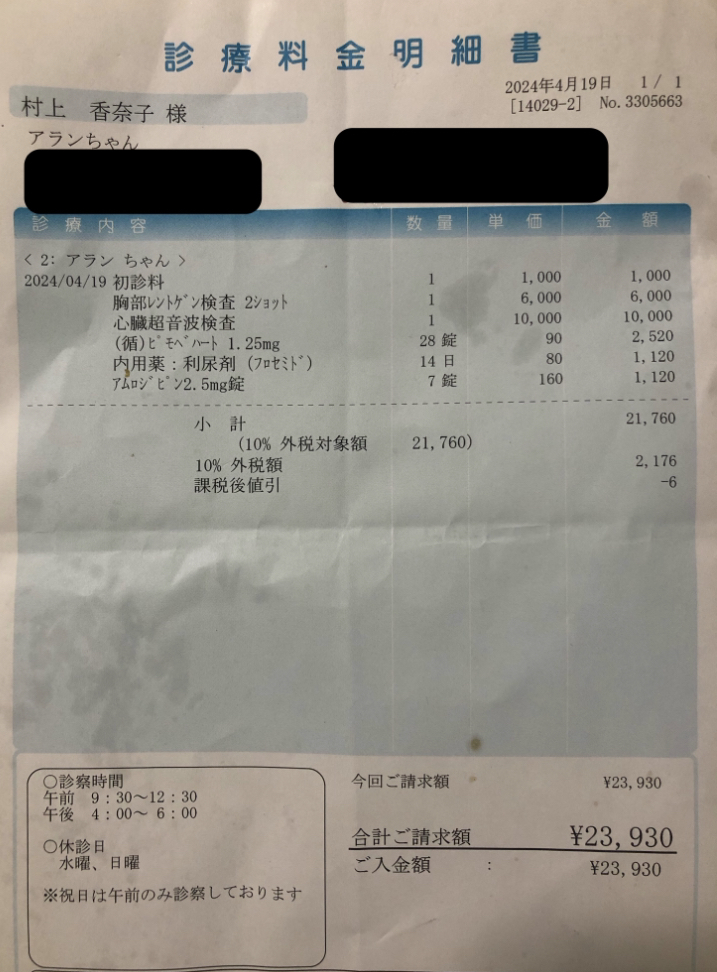 診療料金明細書
2024年4月19日 1/1
村上 香奈子 様
[14029-2] No.3305663
アランちゃん
診療内容 数量 単価 金額
< 2: アラン ちゃん >
2024/04/19 初診料 1 1,000 1,000
胸部ﾚﾝﾄｹﾞﾝ検査 2ｼｮｯﾄ 1 6,000 6,000
心臓超音波検査 1 10,000 10,000
(循)ﾋﾟﾓﾍﾞﾊｰﾄ 1.25mg 28 錠 90 2,520
内用薬：利尿剤 (ﾌﾛｾﾐﾄﾞ) 14 日 80 1,120
ｱﾑﾛｼﾞﾋﾟﾝ2.5mg錠 7 錠 160 1,120
小 計 21,760
(10% 外税対象額 21,760)
10% 外税額 2,176
課税後値引 -6
○診察時間
午前 9：30～12：30
午後 4：00～ 6：00
○休診日
水曜、日曜
※祝日は午前のみ診察しております
今回ご請求額 ¥23,930
合計ご請求額 ¥23,930
ご入金額 : ¥23,930